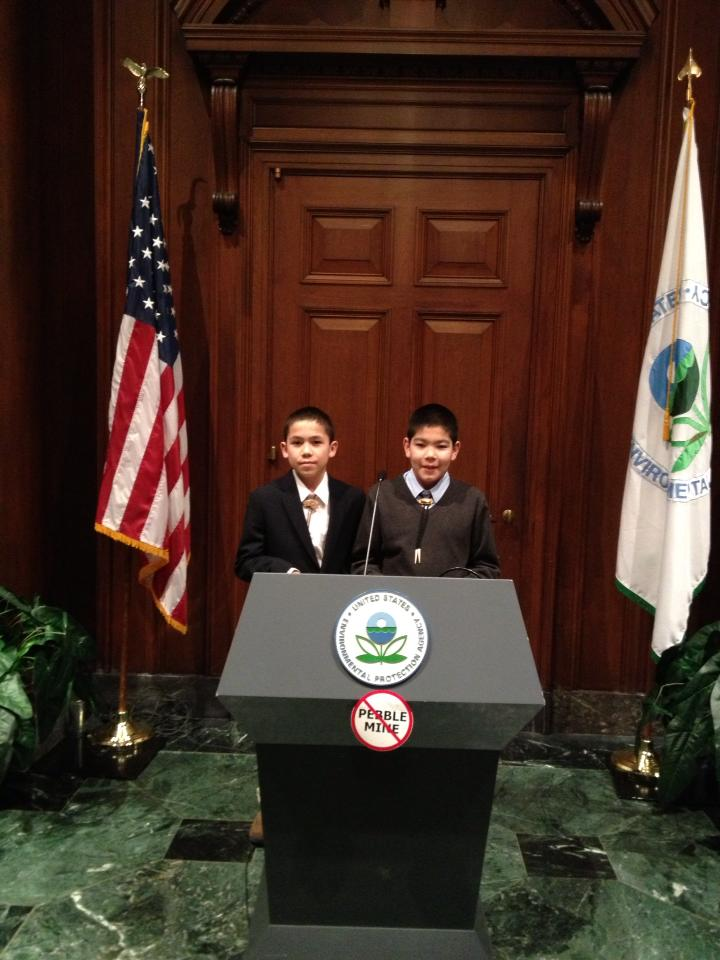 UNITED STATES
ENVIRONMENTAL PROTECTION AGENCY
PEBBLE
MINE